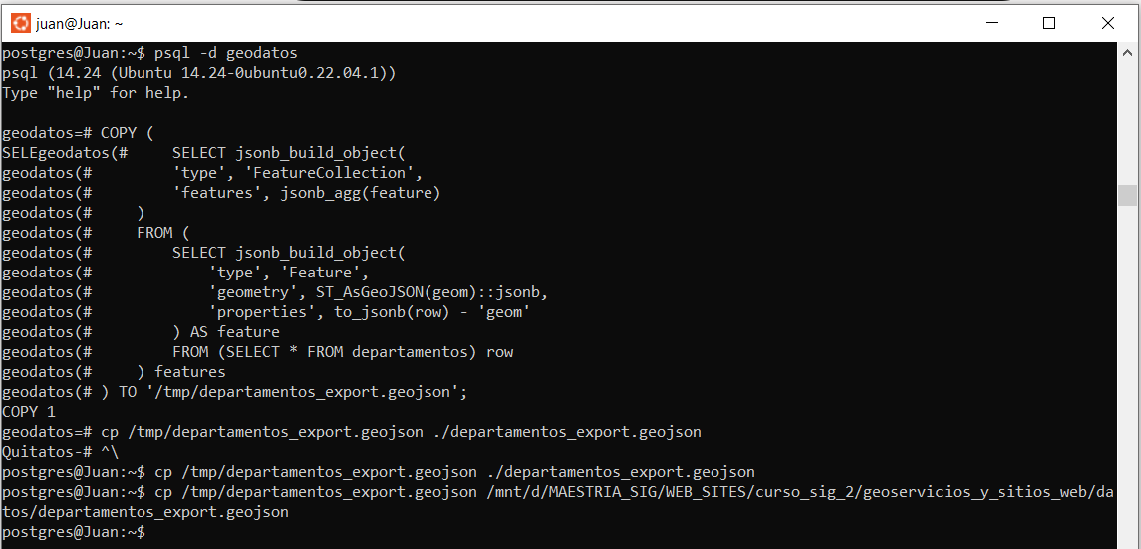 juan@Juan: ~
postgres@Juan:~$ psql -d geodatos
psql (14.24 (Ubuntu 14.24-0ubuntu0.22.04.1))
Type "help" for help.
geodatos=# COPY (
SELEgeodatos(#     SELECT jsonb_build_object(
geodatos(#         'type', 'FeatureCollection',
geodatos(#         'features', jsonb_agg(feature)
geodatos(#     )
geodatos(#     FROM (
geodatos(#         SELECT jsonb_build_object(
geodatos(#             'type', 'Feature',
geodatos(#             'geometry', ST_AsGeoJSON(geom)::jsonb,
geodatos(#             'properties', to_jsonb(row) - 'geom'
geodatos(#         ) AS feature
geodatos(#         FROM (SELECT * FROM departamentos) row
geodatos(#     ) features
geodatos(# ) TO '/tmp/departamentos_export.geojson';
COPY 1
geodatos=# cp /tmp/departamentos_export.geojson ./departamentos_export.geojson
Quitatos-# ^\
postgres@Juan:~$ cp /tmp/departamentos_export.geojson ./departamentos_export.geojson
postgres@Juan:~$ cp /tmp/departamentos_export.geojson /mnt/d/MAESTRIA_SIG/WEB_SITES/curso_sig_2/geoservicios_y_sitios_web/da
tos/departamentos_export.geojson
postgres@Juan:~$